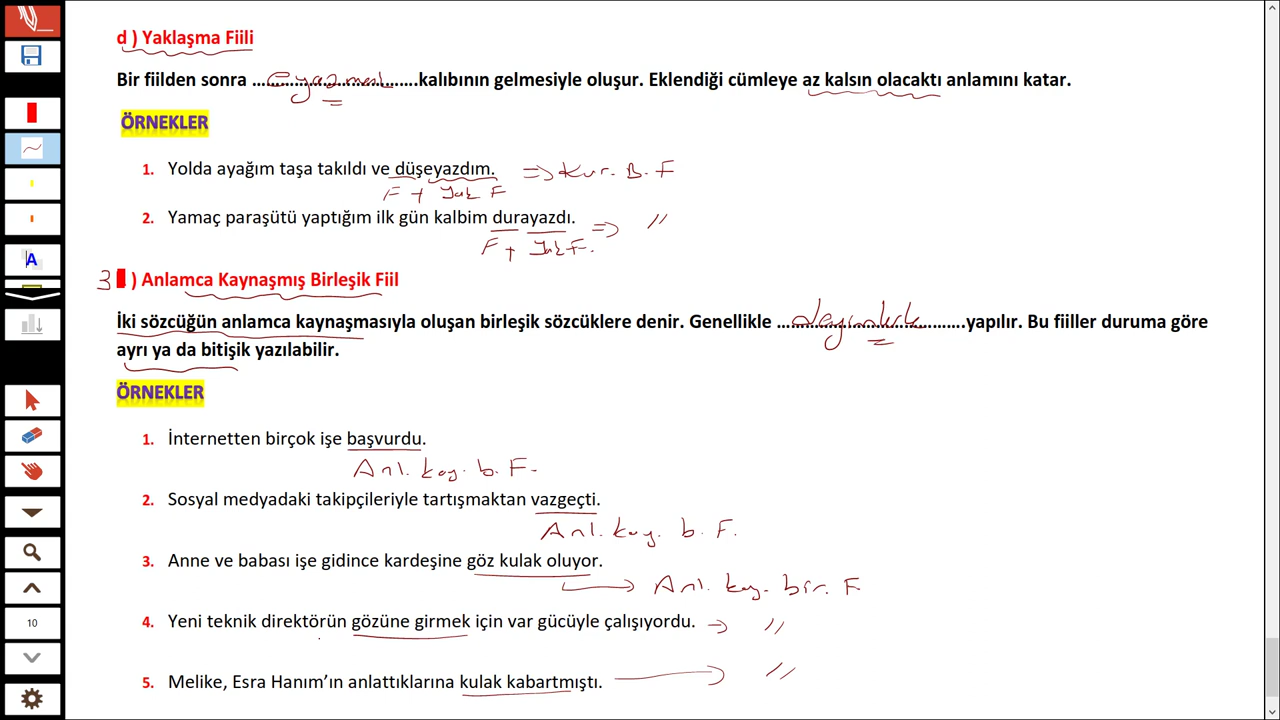 d ) Yaklaşma Fiili
Bir fiilden sonra ...eyazmek...kalıbının gelmesiyle oluşur. Eklendiği cümleye az kalsın olacaktı anlamını katar.
ÖRNEKLER
1. Yolda ayağım taşa takıldı ve düşeyazdım. => Kur. B. F
F + Yak F
2. Yamaç paraşütü yaptığım ilk gün kalbim durayazdı. => //
F + Yak F.
3 ) Anlamca Kaynaşmış Birleşik Fiil
İki sözcüğün anlamca kaynaşmasıyla oluşan birleşik sözcüklere denir. Genellikle ...deyimlerle...yapılır. Bu fiiller duruma göre
ayrı ya da bitişik yazılabilir.
ÖRNEKLER
1. İnternetten birçok işe başvurdu.
Anl. kay. b. F.
2. Sosyal medyadaki takipçileriyle tartışmaktan vazgeçti.
Anl. kay. b. F.
3. Anne ve babası işe gidince kardeşine göz kulak oluyor.
→ Anl. kay. bir. F
4. Yeni teknik direktörün gözüne girmek için var gücüyle çalışıyordu. → //
5. Melike, Esra Hanım’ın anlattıklarına kulak kabartmıştı. → //
A
10